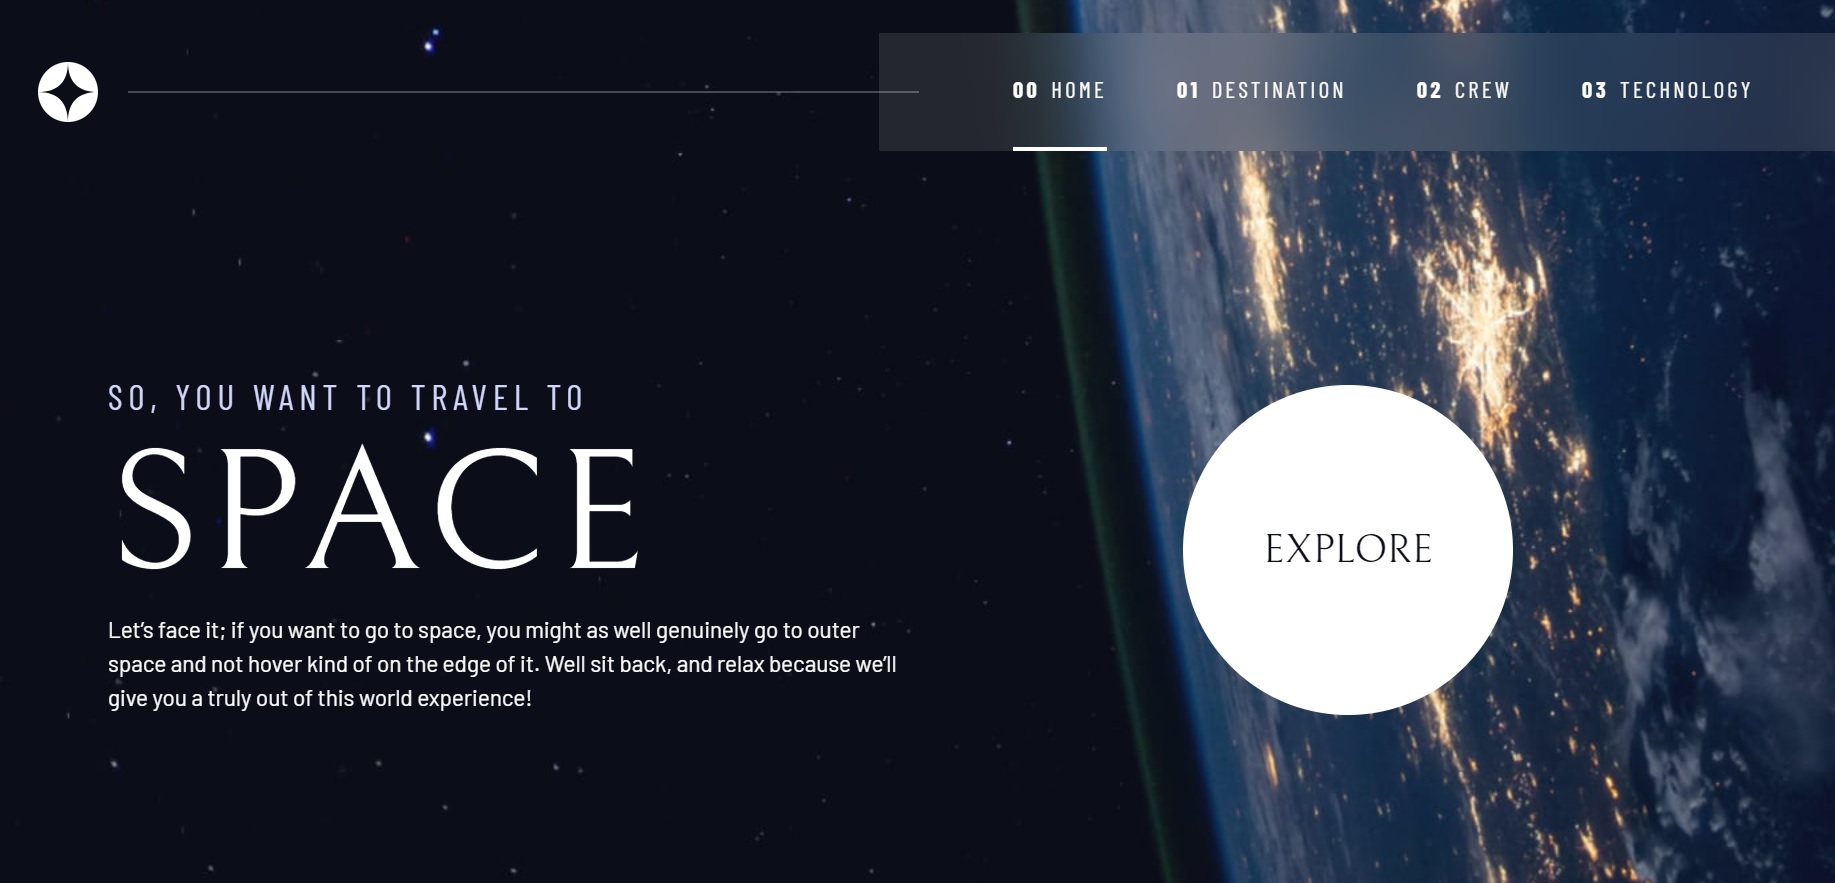 00 HOME 01 DESTINATION 02 CREW 03 TECHNOLOGY
SO, YOU WANT TO TRAVEL TO
SPACE
Let’s face it; if you want to go to space, you might as well genuinely go to outer
space and not hover kind of on the edge of it. Well sit back, and relax because we’ll
give you a truly out of this world experience!
EXPLORE